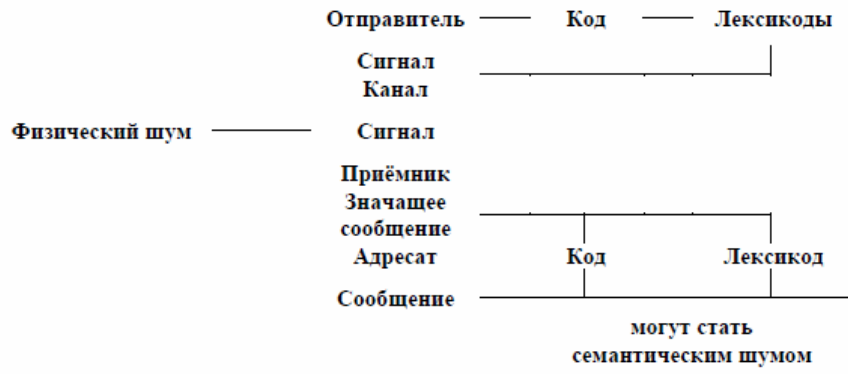 Отправитель Код Лексикоды
Сигнал
Канал
Физический шум Сигнал
Приёмник
Значащее
сообщение
Адресат Код Лексикод
Сообщение
могут стать
семантическим шумом